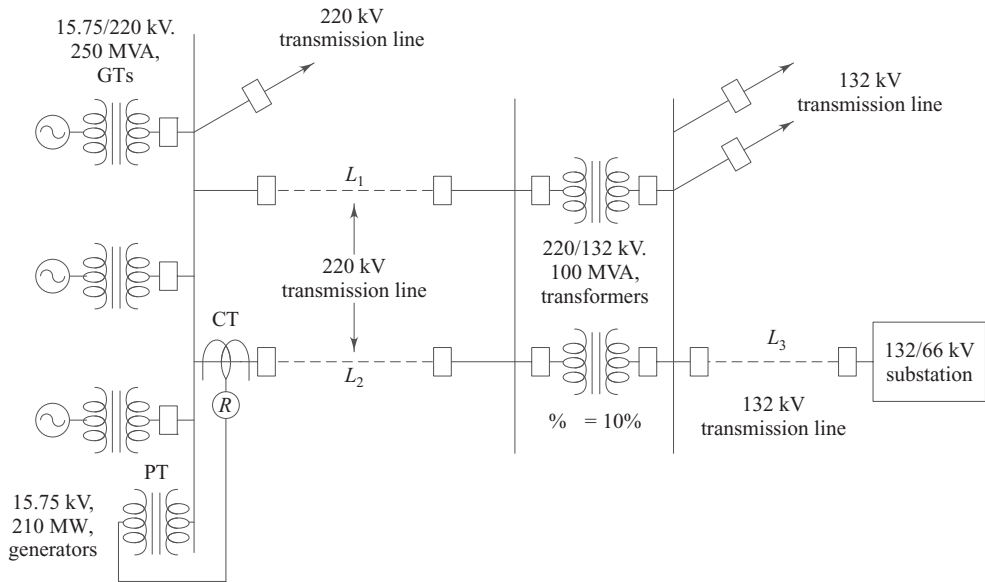 15.75/220 kV.
250 MVA,
GTs
220 kV
transmission line
132 kV
transmission line
L1
220 kV
transmission line
220/132 kV.
100 MVA,
transformers
CT
L2
L3
132/66 kV
substation
R
% = 10%
132 kV
transmission line
PT
15.75 kV,
210 MW,
generators